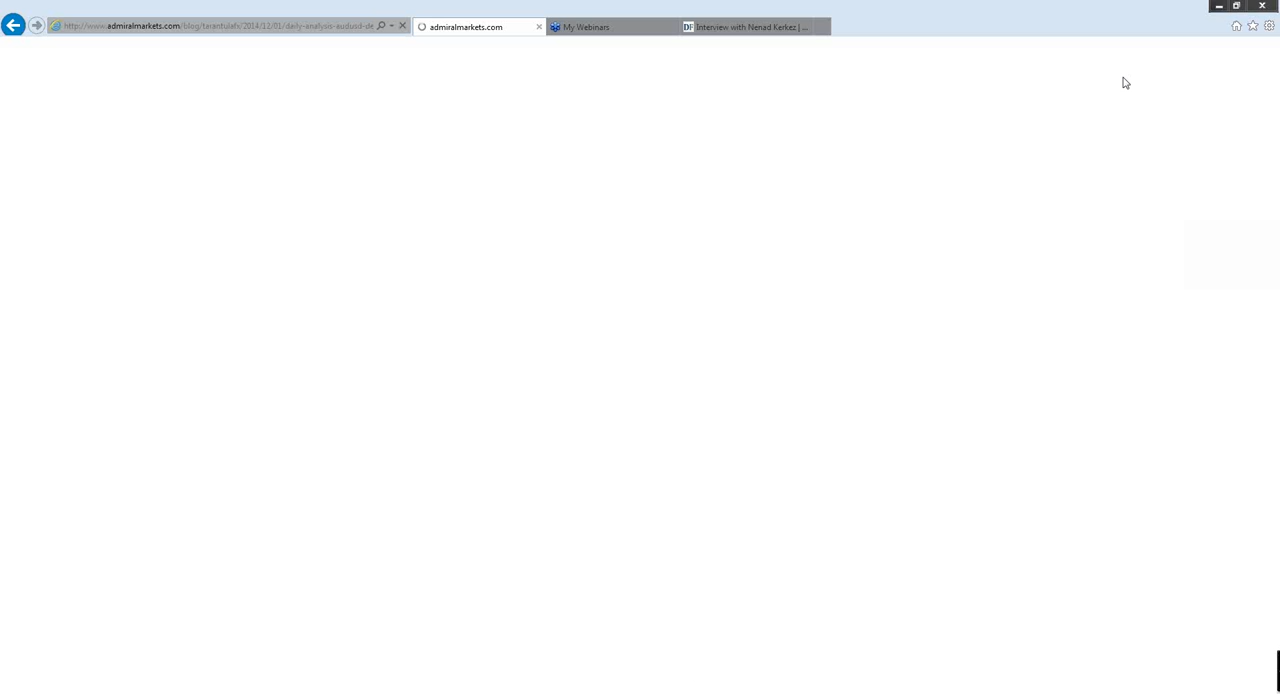 http://www.admiralmarkets.com/blog/tarantulafx/2014/12/01/daily-analysis-audusd-de
admiralmarkets.com
My Webinars
DF Interview with Nenad Kerkez | ...